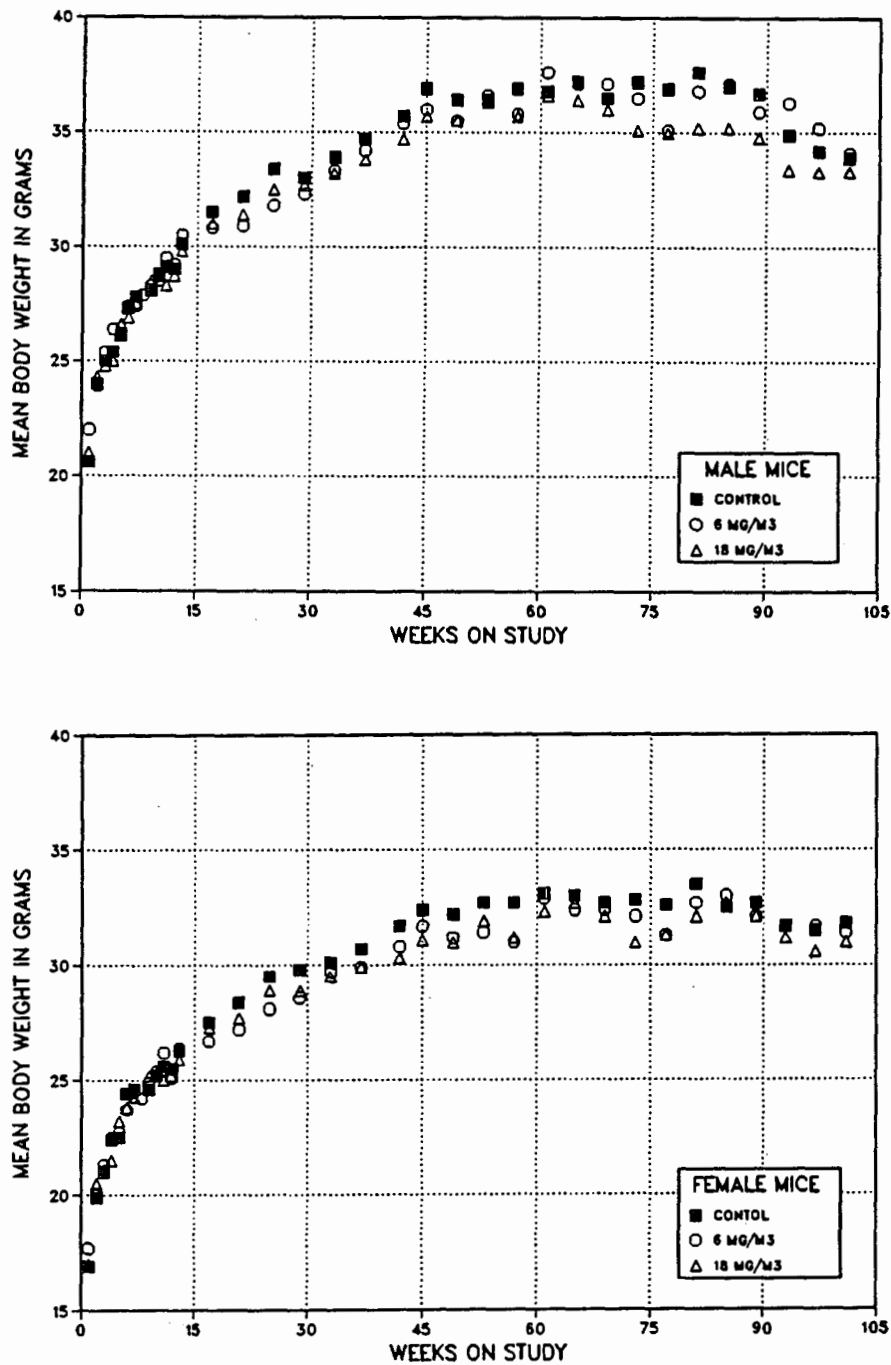 40
35
30
25
20
15
MEAN BODY WEIGHT IN GRAMS
MALE MICE
CONTROL
6 MG/M3
18 MG/M3
0 15 30 45 60 75 90 105
WEEKS ON STUDY
40
35
30
25
20
15
MEAN BODY WEIGHT IN GRAMS
FEMALE MICE
CONTOL
6 MG/M3
18 MG/M3
0 15 30 45 60 75 90 105
WEEKS ON STUDY